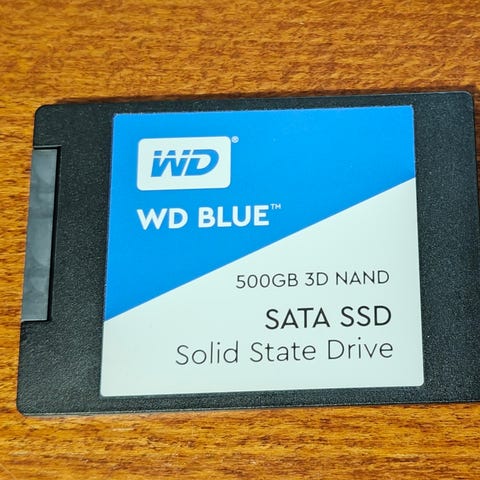 WD®
WD BLUE™
500GB 3D NAND
SATA SSD
Solid State Drive